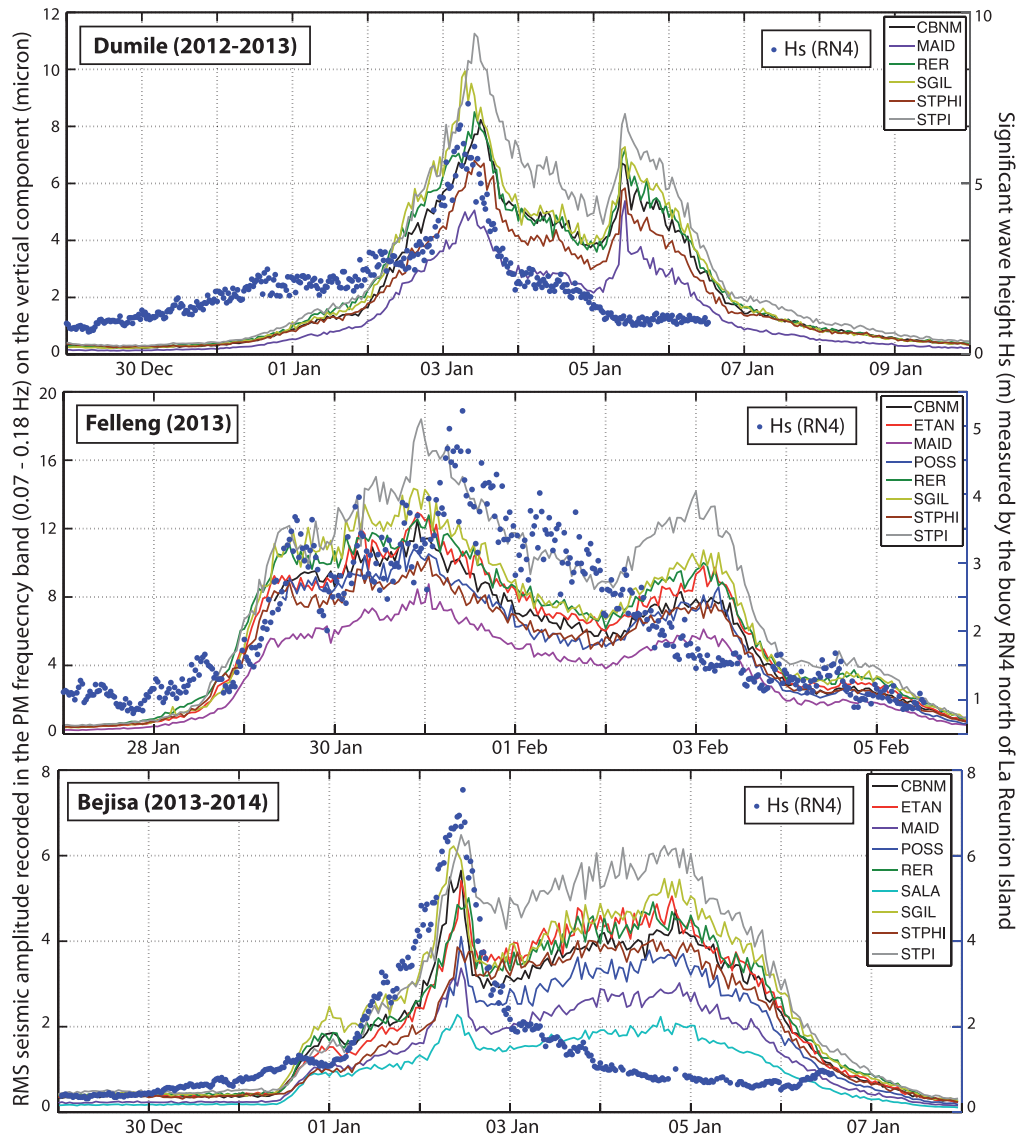 RMS seismic amplitude recorded in the PM frequency band (0.07 - 0.18 Hz) on the vertical component (micron)
Significant wave height Hs (m) measured by the buoy RN4 north of La Reunion Island
Dumile (2012-2013)
Hs (RN4)
CBNM
MAID
RER
SGIL
STPHI
STPI
12
10
8
6
4
2
0
10
5
0
30 Dec
01 Jan
03 Jan
05 Jan
07 Jan
09 Jan
Felleng (2013)
Hs (RN4)
CBNM
ETAN
MAID
POSS
RER
SGIL
STPHI
STPI
20
16
12
8
4
0
5
4
3
2
1
28 Jan
30 Jan
01 Feb
03 Feb
05 Feb
Bejisa (2013-2014)
Hs (RN4)
CBNM
ETAN
MAID
POSS
RER
SALA
SGIL
STPHI
STPI
8
6
4
2
0
8
6
4
2
0
30 Dec
01 Jan
03 Jan
05 Jan
07 Jan